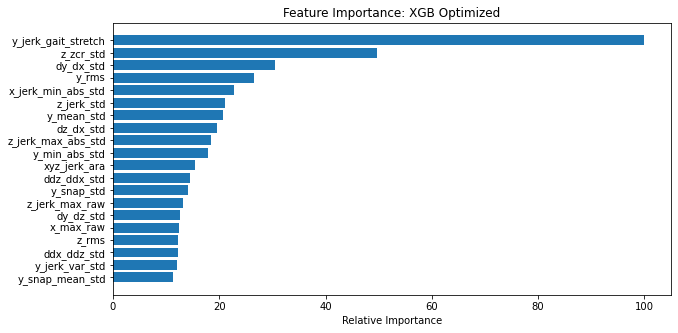 Feature Importance: XGB Optimized
y_jerk_gait_stretch
z_zcr_std
dy_dx_std
y_rms
x_jerk_min_abs_std
z_jerk_std
y_mean_std
dz_dx_std
z_jerk_max_abs_std
y_min_abs_std
xyz_jerk_ara
ddz_ddx_std
y_snap_std
z_jerk_max_raw
dy_dz_std
x_max_raw
z_rms
ddx_ddz_std
y_jerk_var_std
y_snap_mean_std
0 20 40 60 80 100
Relative Importance